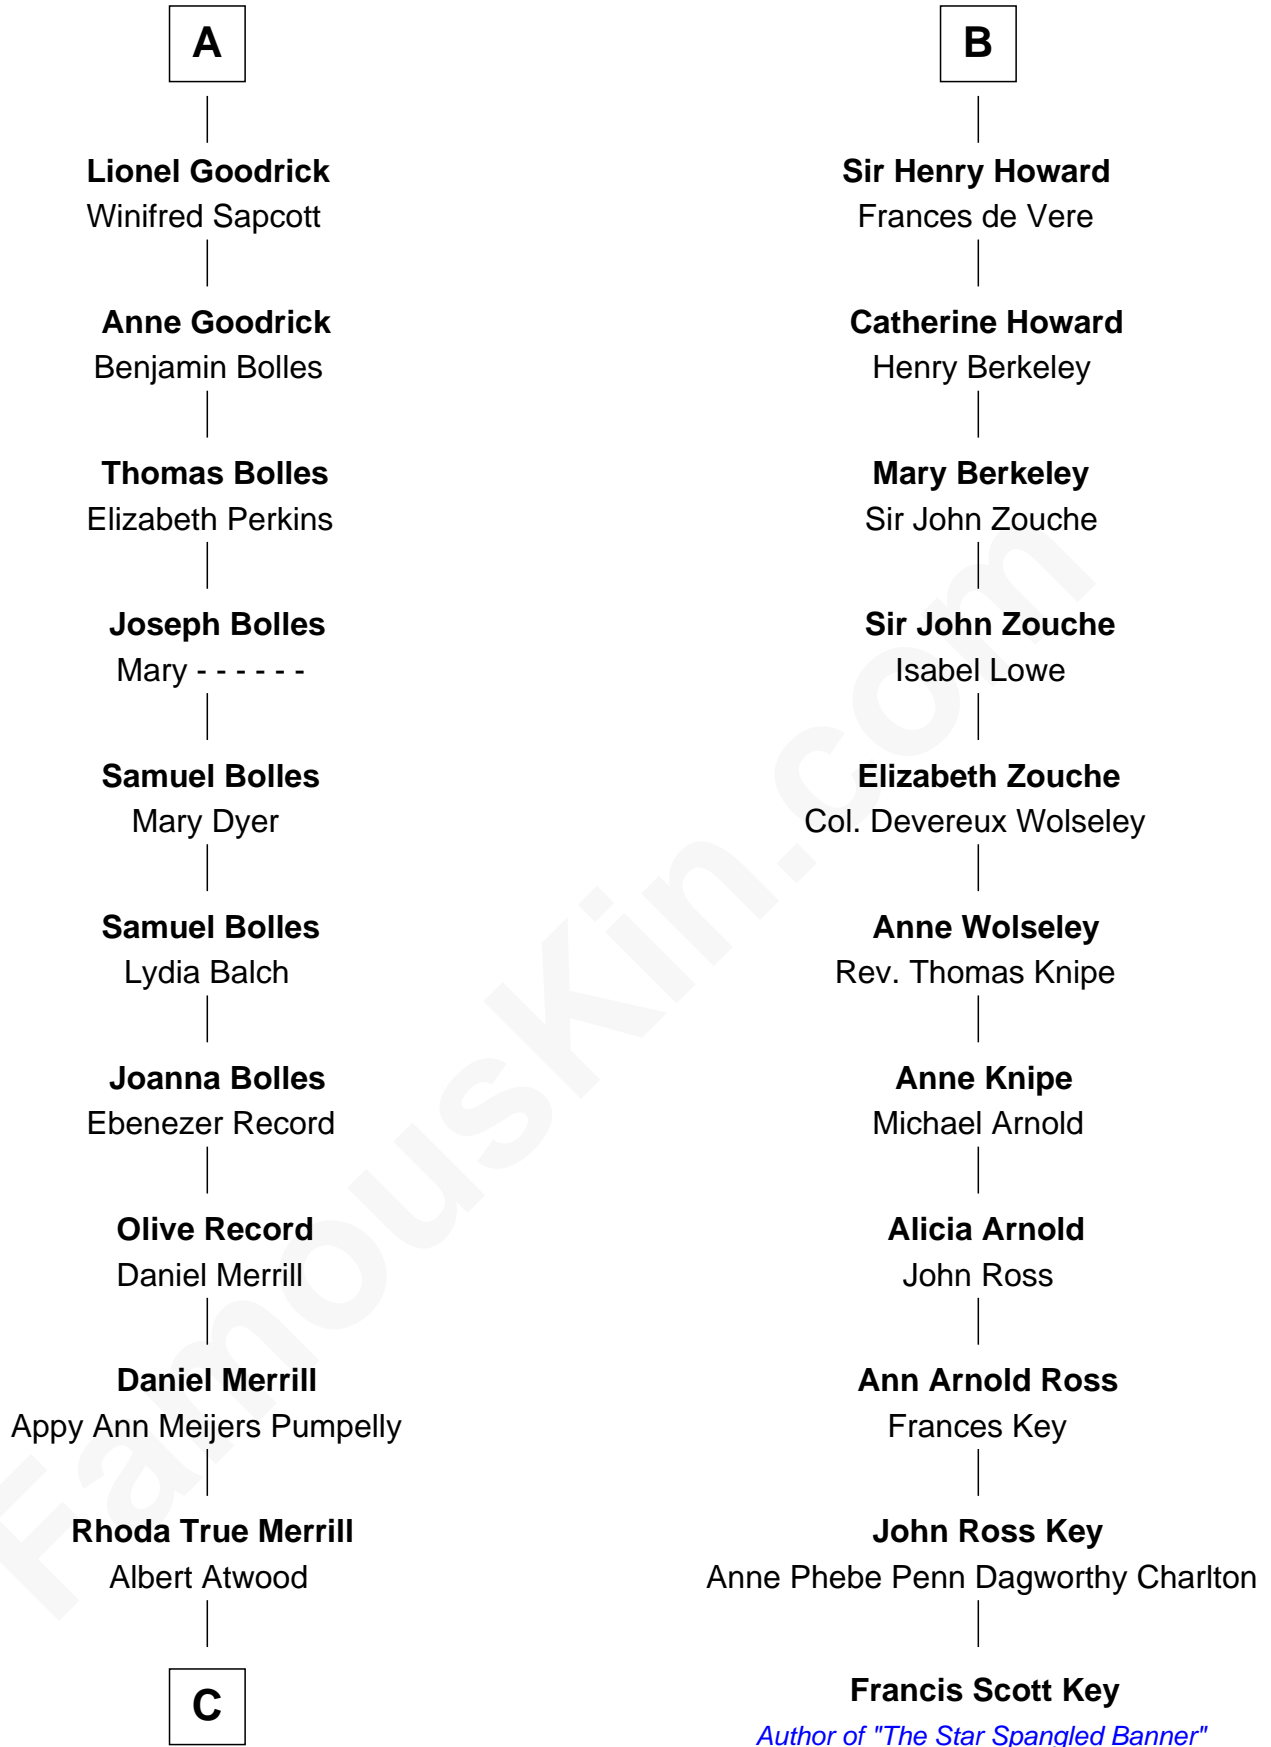 A
Lionel Goodrick
Winifred Sapcott
Anne Goodrick
Benjamin Bolles
Thomas Bolles
Elizabeth Perkins
Joseph Bolles
Mary - - - - - -
Samuel Bolles
Mary Dyer
Samuel Bolles
Lydia Balch
Joanna Bolles
Ebenezer Record
Olive Record
Daniel Merrill
Daniel Merrill
Appy Ann Meijers Pumpelly
Rhoda True Merrill
Albert Atwood
C
B
Sir Henry Howard
Frances de Vere
Catherine Howard
Henry Berkeley
Mary Berkeley
Sir John Zouche
Sir John Zouche
Isabel Lowe
Elizabeth Zouche
Col. Devereux Wolseley
Anne Wolseley
Rev. Thomas Knipe
Anne Knipe
Michael Arnold
Alicia Arnold
John Ross
Ann Arnold Ross
Frances Key
John Ross Key
Anne Phebe Penn Dagworthy Charlton
Francis Scott Key
Author of "The Star Spangled Banner"
FamousKin.com